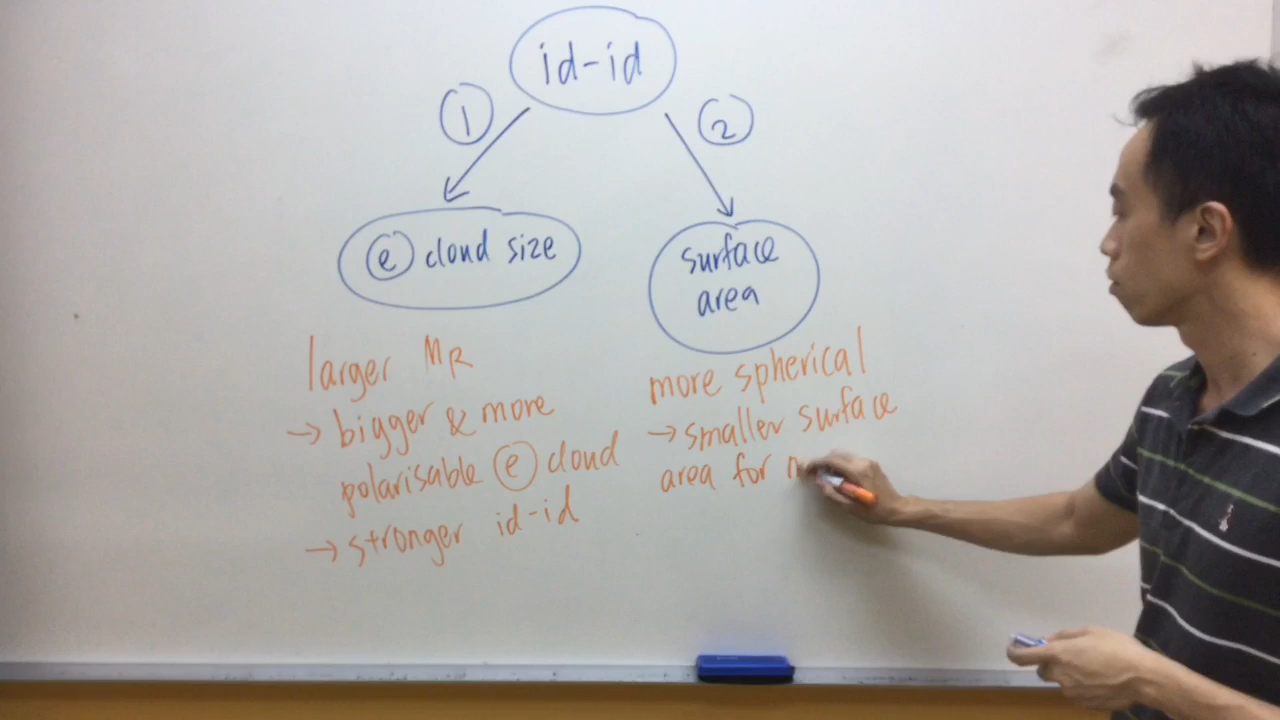 id-id
1
2
e cloud size
surface
area
larger MR
→ bigger & more
polarisable e cloud
→ stronger id-id
more spherical
→ smaller surface
area for